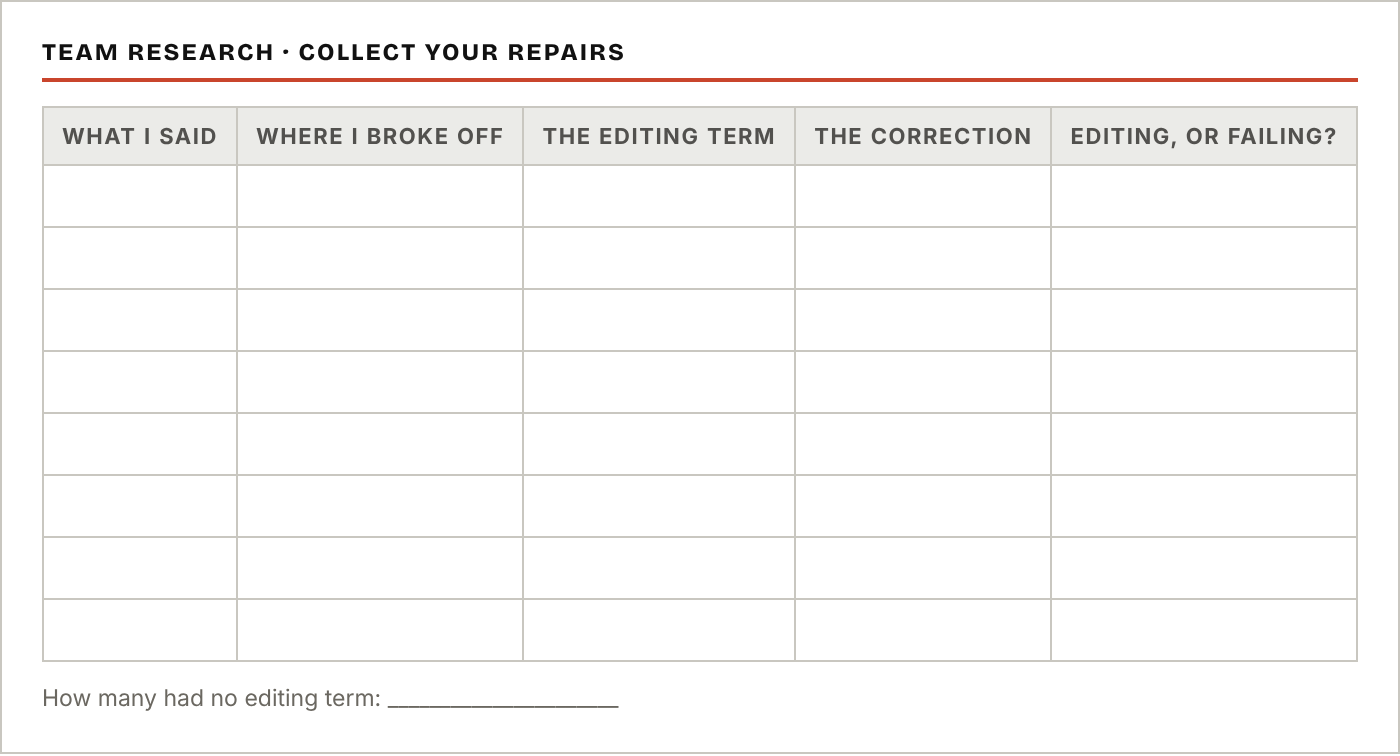 TEAM RESEARCH · COLLECT YOUR REPAIRS
WHAT I SAID WHERE I BROKE OFF THE EDITING TERM THE CORRECTION EDITING, OR FAILING?
How many had no editing term: ____________________